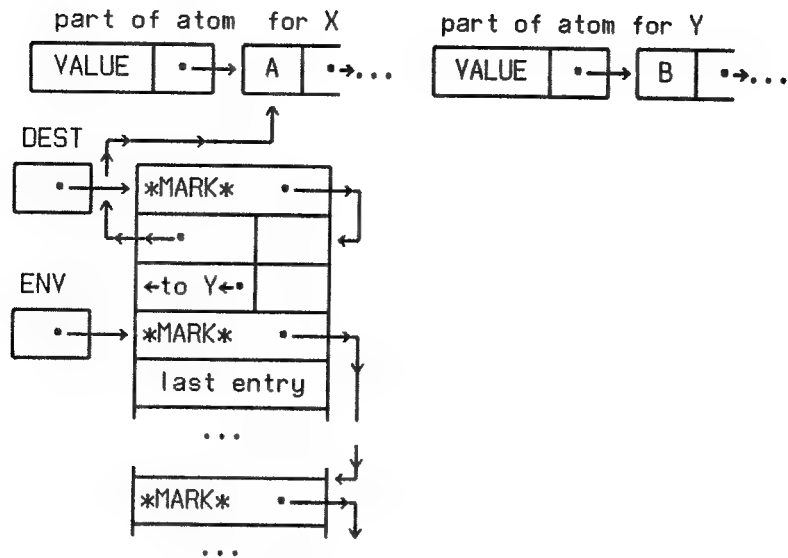 part of atom for X
part of atom for Y
VALUE A ...
VALUE B ...
DEST
*MARK*
ENV
to Y
*MARK*
last entry
...
*MARK*
...